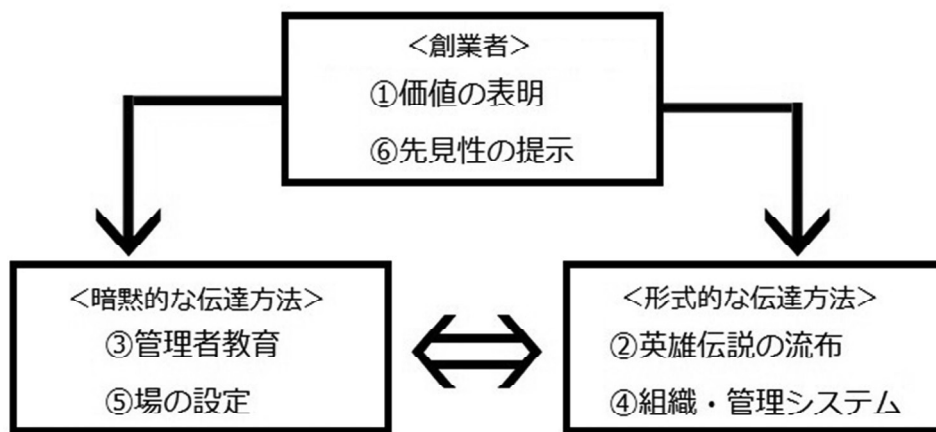 ＜創業者＞
①価値の表明
⑥先見性の提示
＜暗黙的な伝達方法＞
③管理者教育
⑤場の設定
＜形式的な伝達方法＞
②英雄伝説の流布
④組織・管理システム